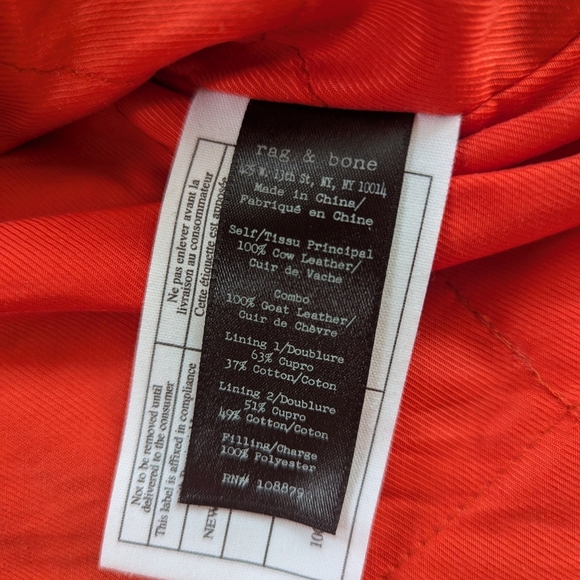 rag & bone
425 W. 13th St, NY, NY 10014
Made in China/
Fabriqué en Chine
Self/Tissu Principal
100% Cow Leather/
Cuir de Vache
Combo
100% Goat Leather/
Cuir de Chèvre
Lining 1/Doublure
63% Cupro
37% Cotton/Coton
Lining 2/Doublure
51% Cupro
49% Cotton/Coton
Filling/Charge
100% Polyester
RN# 108879
Ne pas enlever avant la
livraison au consommateur
Cette étiquette est apposée
Not to be removed until
delivered to the consumer
This label is affixed in compliance
NEW